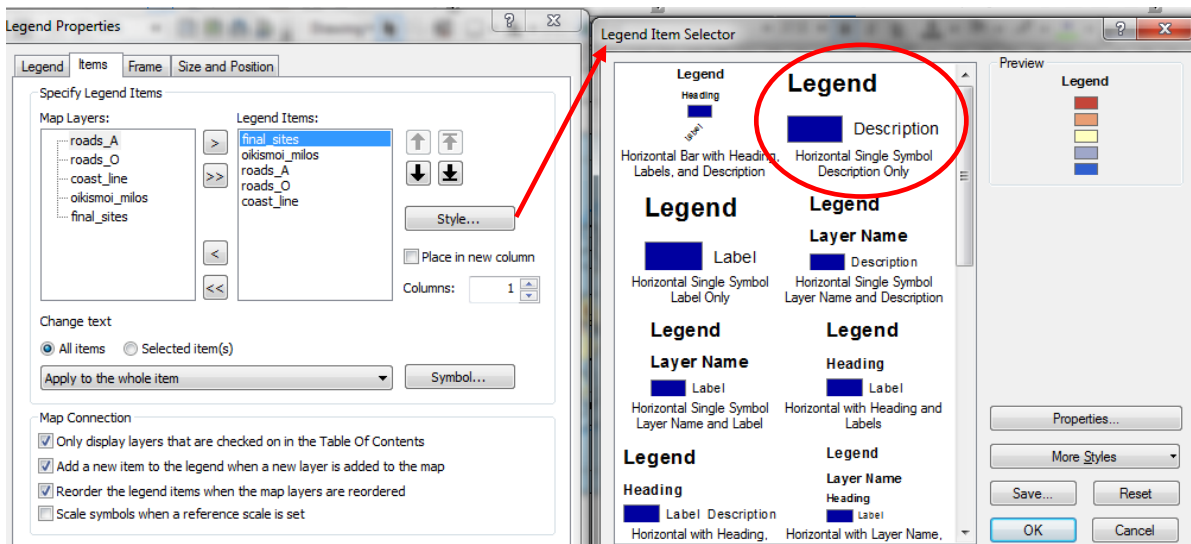 Legend Properties
Legend
Items
Frame
Size and Position
Specify Legend Items
Map Layers:
roads_A
roads_O
coast_line
oikismoi_milos
final_sites
>
>>
<
<<
Legend Items:
final_sites
oikismoi_milos
roads_A
roads_O
coast_line
Style...
Place in new column
Columns:
1
Change text
All items
Selected item(s)
Apply to the whole item
Symbol...
Map Connection
Only display layers that are checked on in the Table Of Contents
Add a new item to the legend when a new layer is added to the map
Reorder the legend items when the map layers are reordered
Scale symbols when a reference scale is set
Legend Item Selector
Legend
Heading
Label
Horizontal Bar with Heading,
Labels, and Description
Legend
Description
Horizontal Single Symbol
Description Only
Legend
Label
Horizontal Single Symbol
Label Only
Legend
Layer Name
Description
Horizontal Single Symbol
Layer Name and Description
Legend
Layer Name
Label
Horizontal Single Symbol
Layer Name and Label
Legend
Heading
Label
Horizontal with Heading and
Labels
Legend
Heading
Label Description
Horizontal with Heading,
Legend
Layer Name
Heading
Label
Horizontal with Layer Name,
Preview
Legend
Properties...
More Styles
Save...
Reset
OK
Cancel